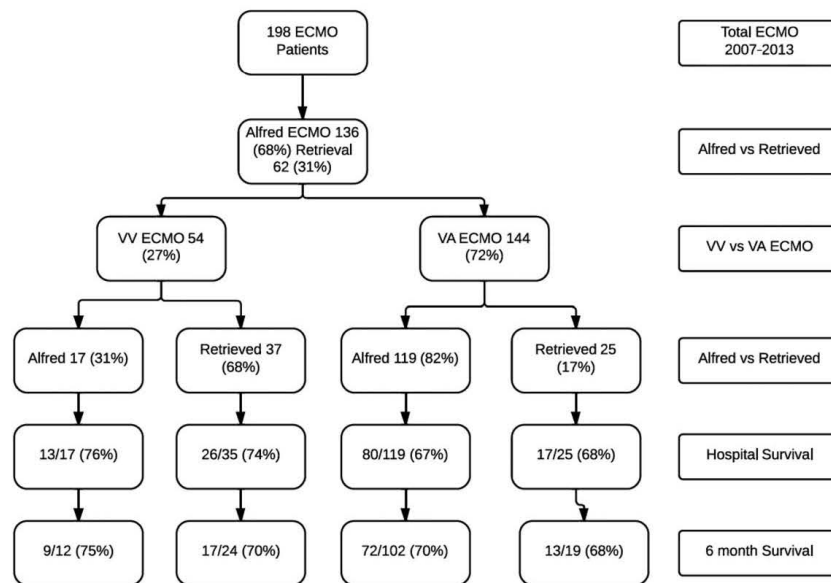 198 ECMO
Patients
Total ECMO
2007-2013
Alfred ECMO 136
(68%) Retrieval
62 (31%)
Alfred vs Retrieved
VV ECMO 54
(27%)
VA ECMO 144
(72%)
VV vs VA ECMO
Alfred 17 (31%)
Retrieved 37
(68%)
Alfred 119 (82%)
Retrieved 25
(17%)
Alfred vs Retrieved
13/17 (76%)
26/35 (74%)
80/119 (67%)
17/25 (68%)
Hospital Survival
9/12 (75%)
17/24 (70%)
72/102 (70%)
13/19 (68%)
6 month Survival